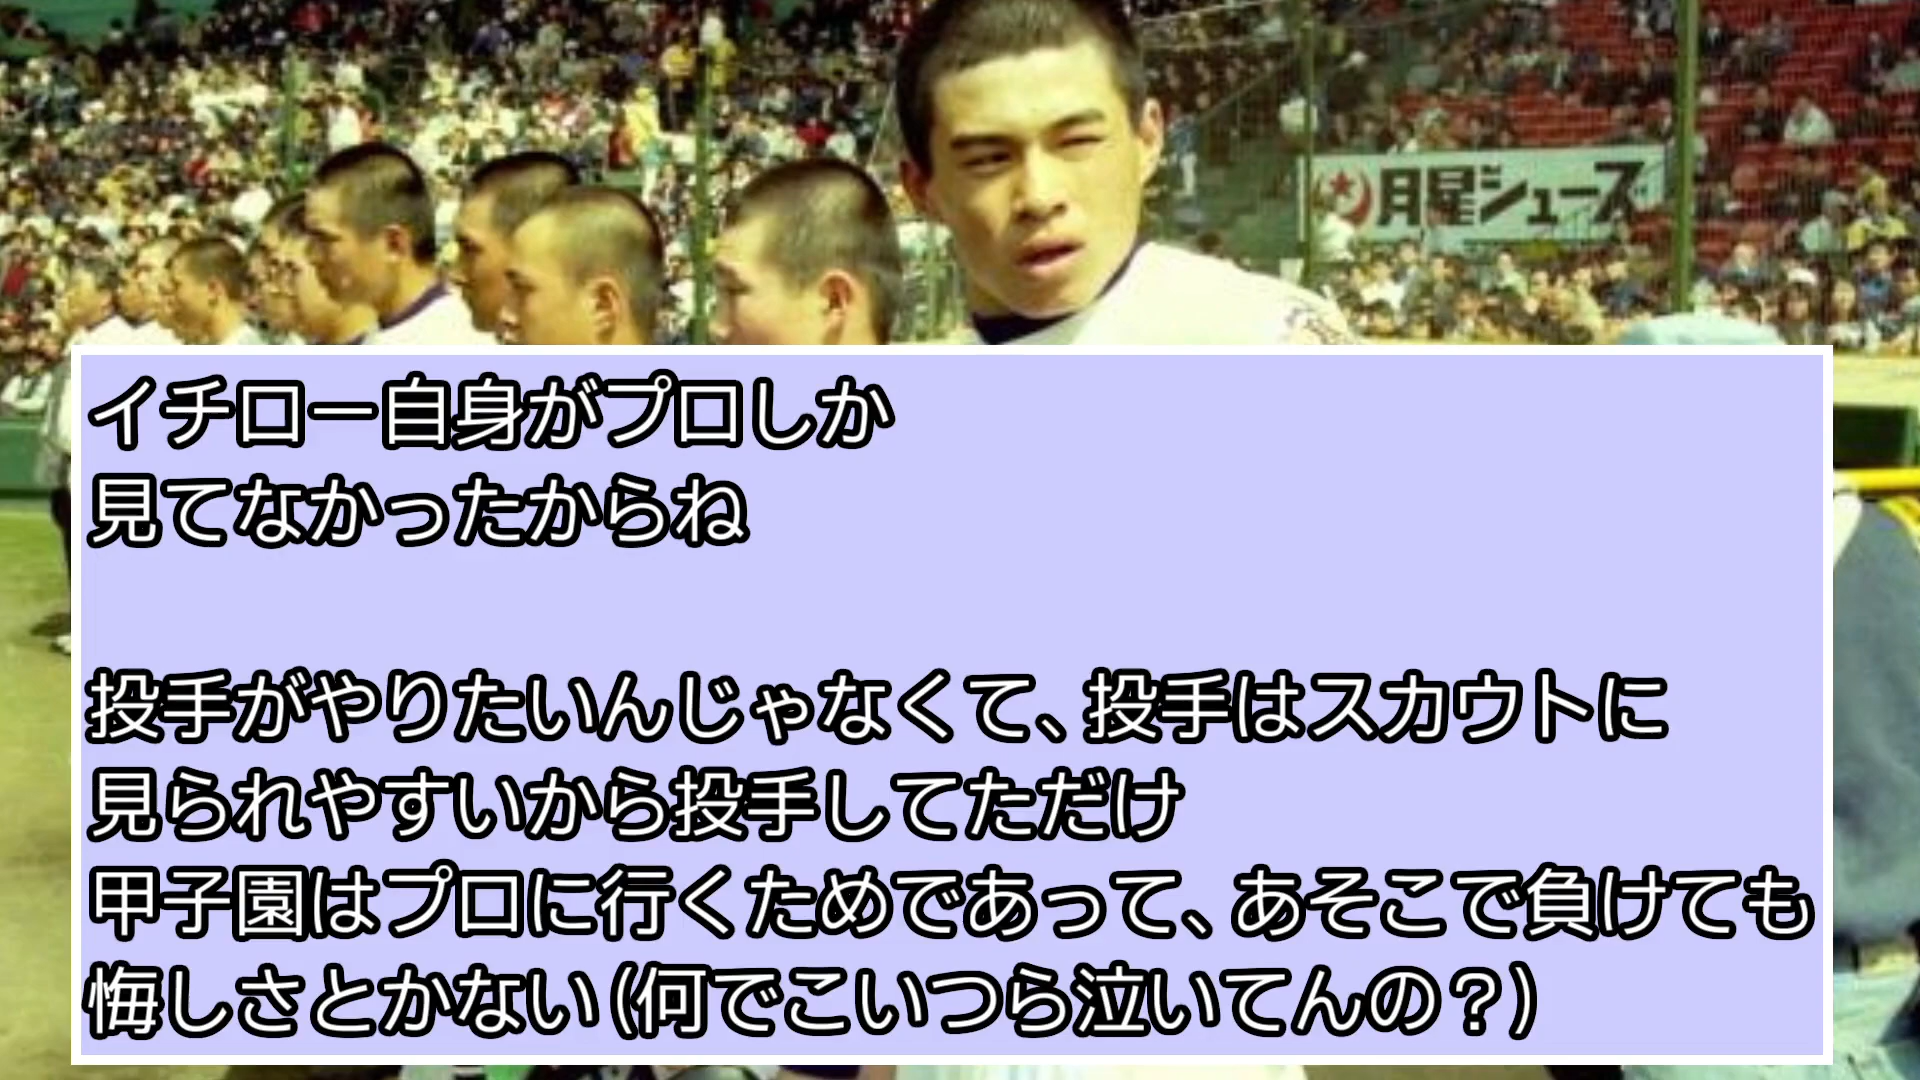 月星シューズ
イチロー自身がプロしか
見てなかったからね
投手がやりたいんじゃなくて、投手はスカウトに
見られやすいから投手してただけ
甲子園はプロに行くためであって、あそこで負けても
悔しさとかない(何でこいつら泣いてんの？)